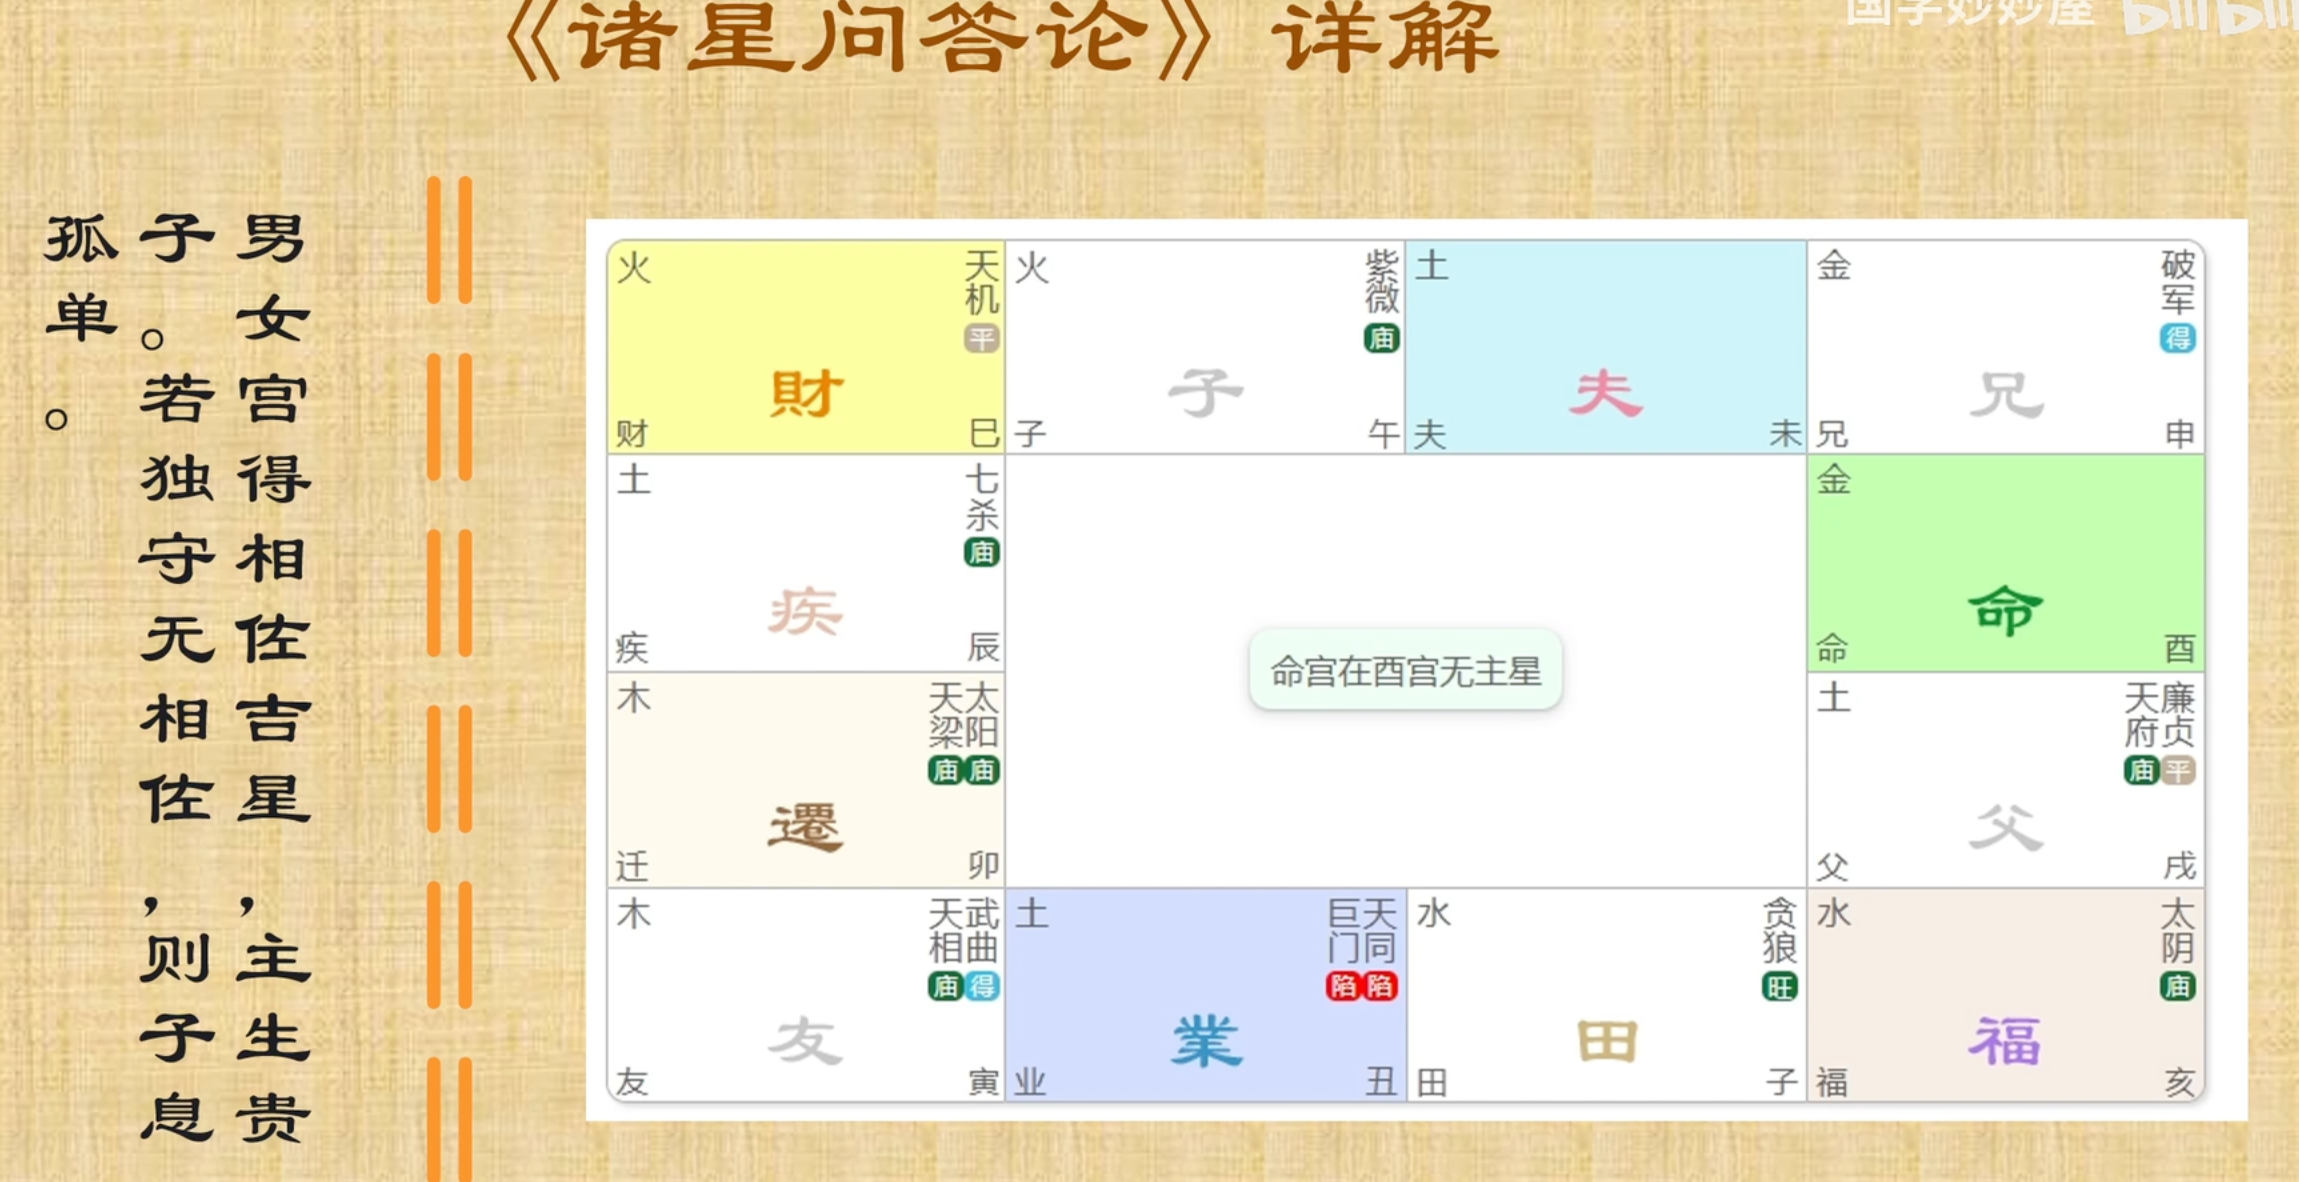 《诸星问答论》详解
国学妙妙屋
bilibili
男女宫得相佐吉星，主生贵
子。若独守无相佐，则子息
孤单。
火
天机
平
財
财
巳
火
紫微
庙
子
子
午
土
夫
夫
未
金
破军
得
兄
兄
申
土
七杀
庙
疾
疾
辰
命宫在酉宫无主星
金
命
命
酉
木
天梁
太阳
庙
庙
遷
迁
卯
土
天府
廉贞
庙
平
父
父
戌
木
天相
武曲
庙
得
友
友
寅
土
巨门
天同
陷
陷
業
业
丑
水
贪狼
旺
田
田
子
水
太阴
庙
福
福
亥